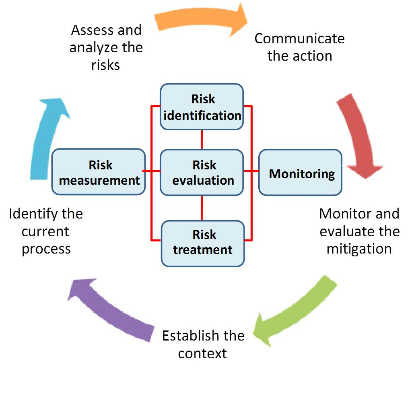 Assess and
analyze the
risks
Communicate
the action
Risk
identification
Risk
measurement
Risk
evaluation
Monitoring
Risk
treatment
Identify the
current
process
Monitor and
evaluate the
mitigation
Establish the
context